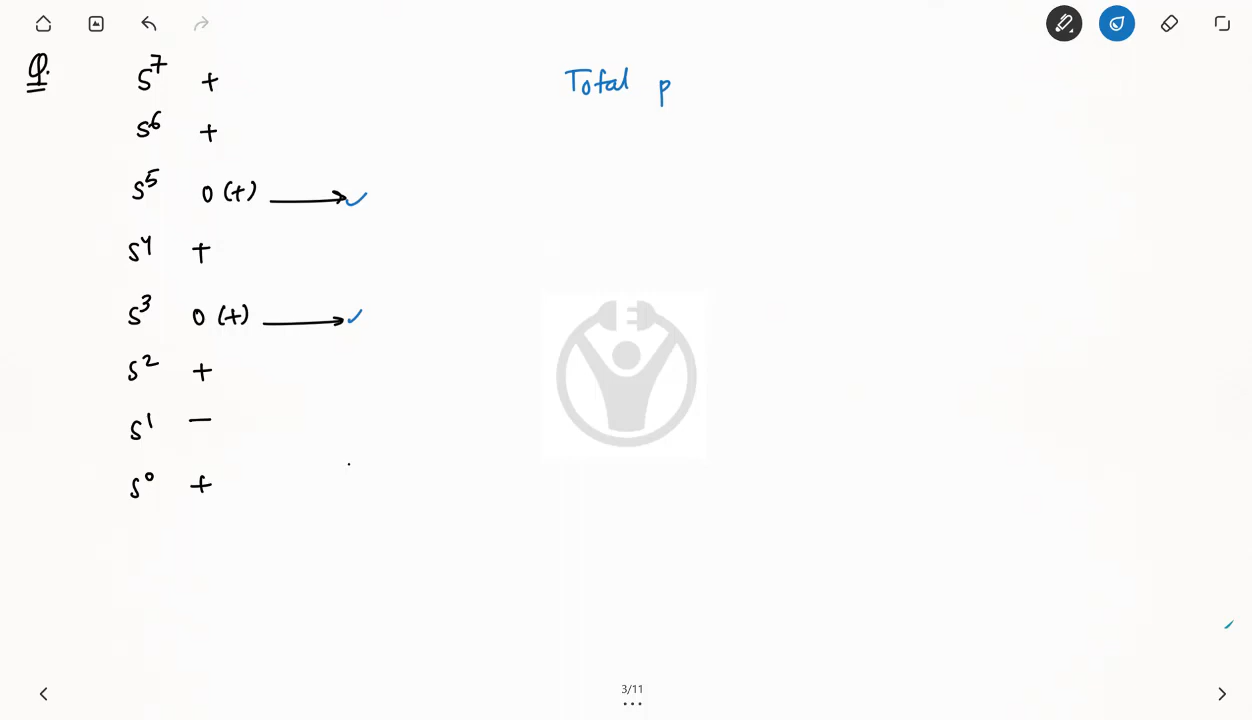 Q.
s⁷ +
Total p
s⁶ +
s⁵ 0 (+) ⟶ ✓
s⁴ +
s³ 0 (+) ⟶ ✓
s² +
s¹ −
s⁰ +
3/11